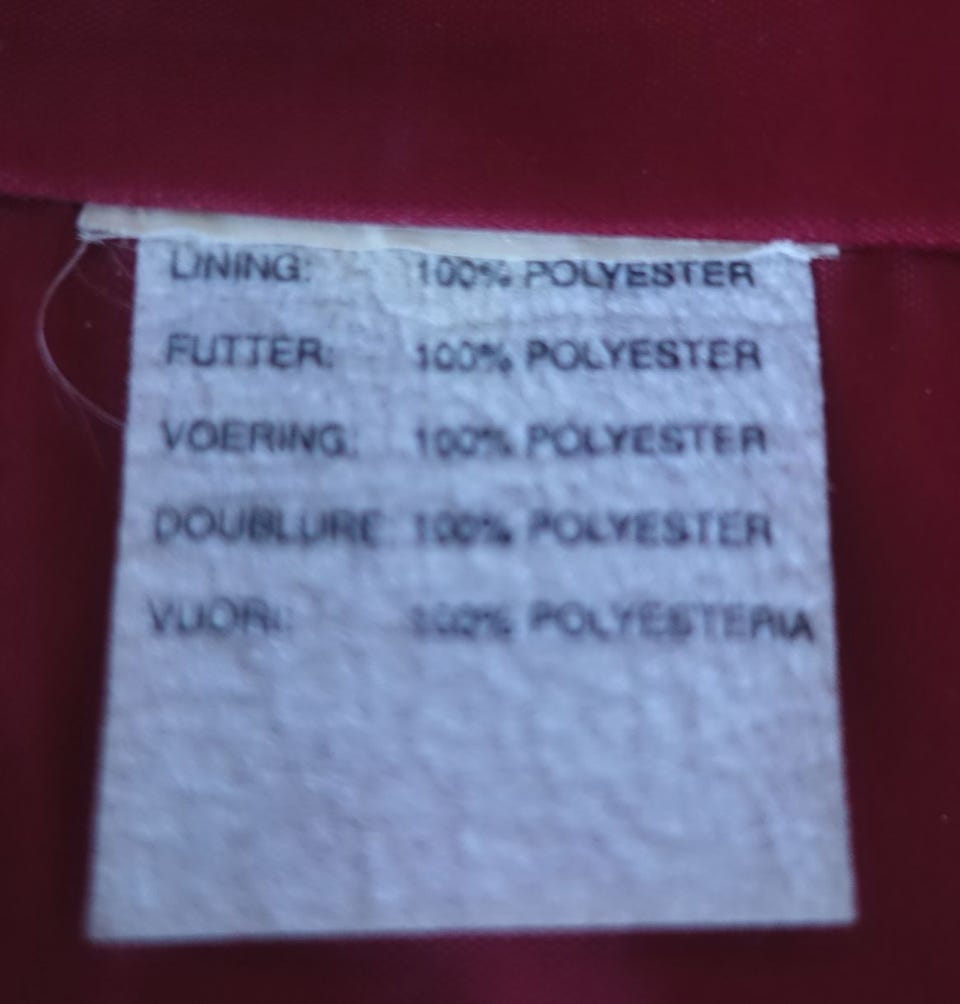 LINING: 100% POLYESTER
FUTTER: 100% POLYESTER
VOERING: 100% POLYESTER
DOUBLURE 100% POLYESTER
VUORI: 100% POLYESTERIA